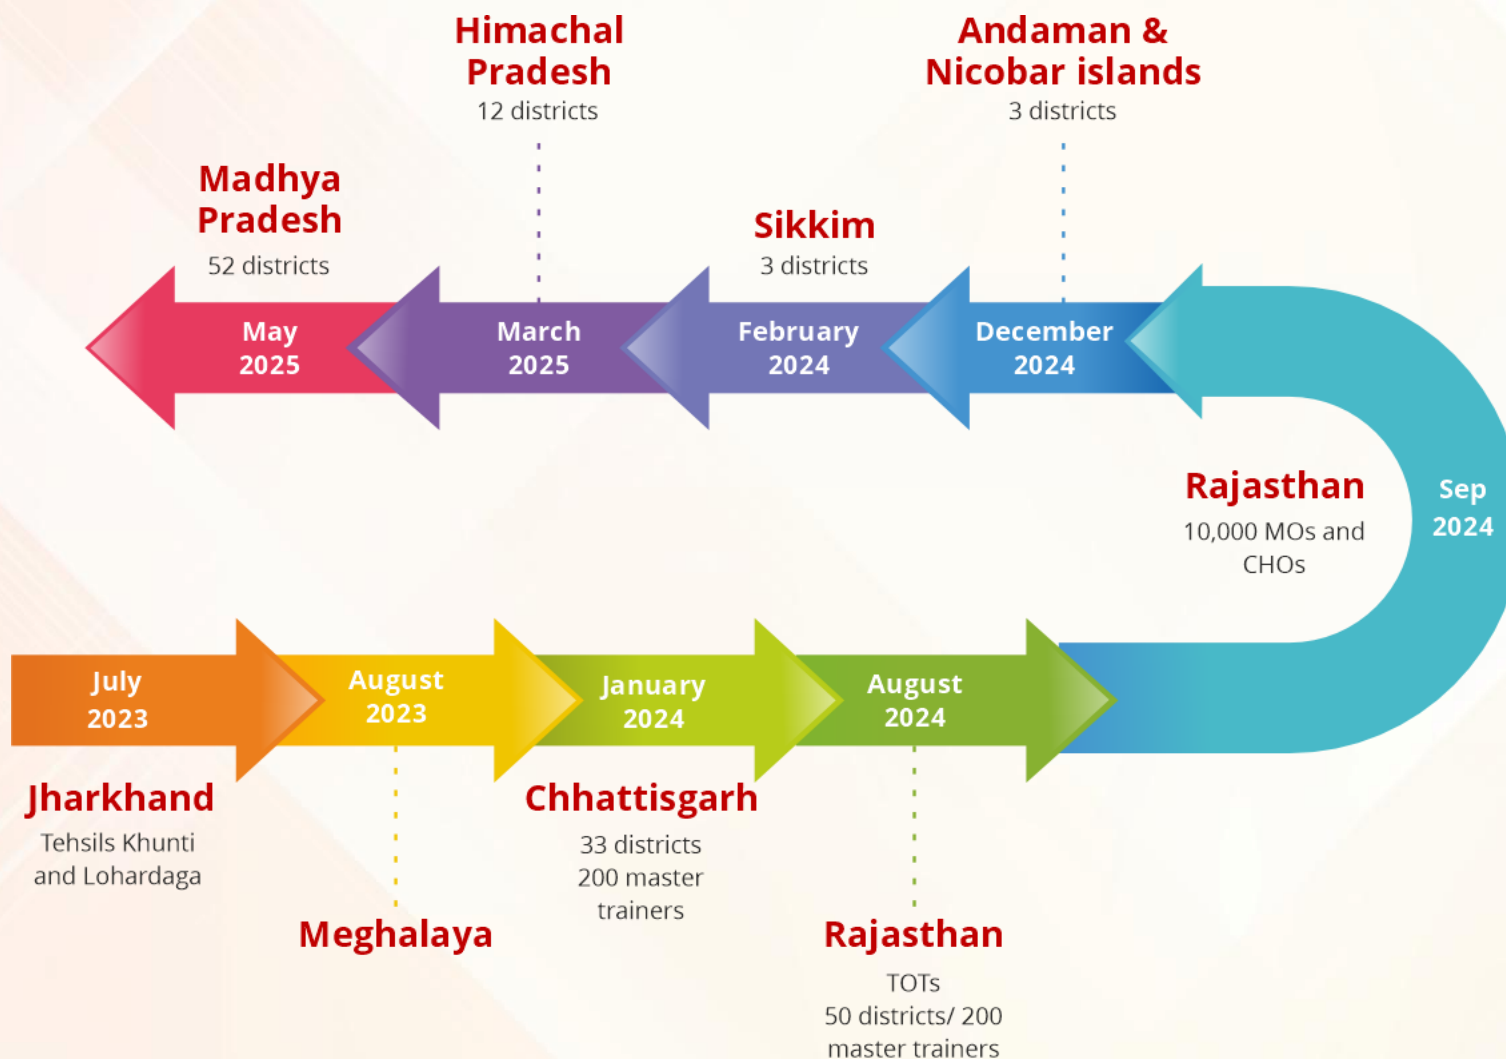 Himachal
Pradesh
12 districts
Andaman &
Nicobar islands
3 districts
Madhya
Pradesh
52 districts
Sikkim
3 districts
May
2025
March
2025
February
2024
December
2024
Rajasthan
10,000 MOs and
CHOs
Sep
2024
July
2023
August
2023
January
2024
August
2024
Jharkhand
Tehsils Khunti
and Lohardaga
Meghalaya
Chhattisgarh
33 districts
200 master
trainers
Rajasthan
TOTs
50 districts/ 200
master trainers